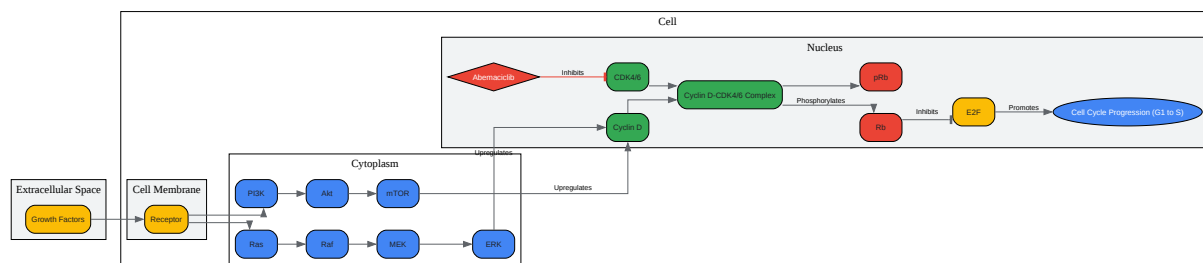 Cell
Nucleus
Abemaciclib
Inhibits
CDK4/6
pRb
Cyclin D-CDK4/6 Complex
Phosphorylates
Cyclin D
Rb
Inhibits
E2F
Promotes
Cell Cycle Progression (G1 to S)
Upregulates
Cytoplasm
Extracellular Space
Cell Membrane
PI3K
Akt
mTOR
Upregulates
Growth Factors
Receptor
Ras
Raf
MEK
ERK